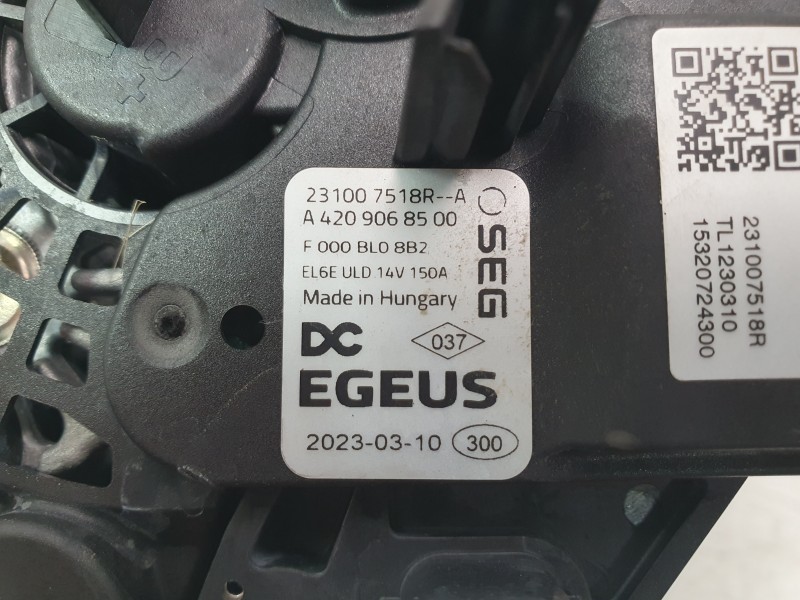 23100 7518R--A
A 420 906 85 00
F 000 BL0 8B2
EL6E ULD 14V 150A
Made in Hungary
SEG
DC
037
EGEUS
2023-03-10 300
231007518R
TL1230310
15320724300